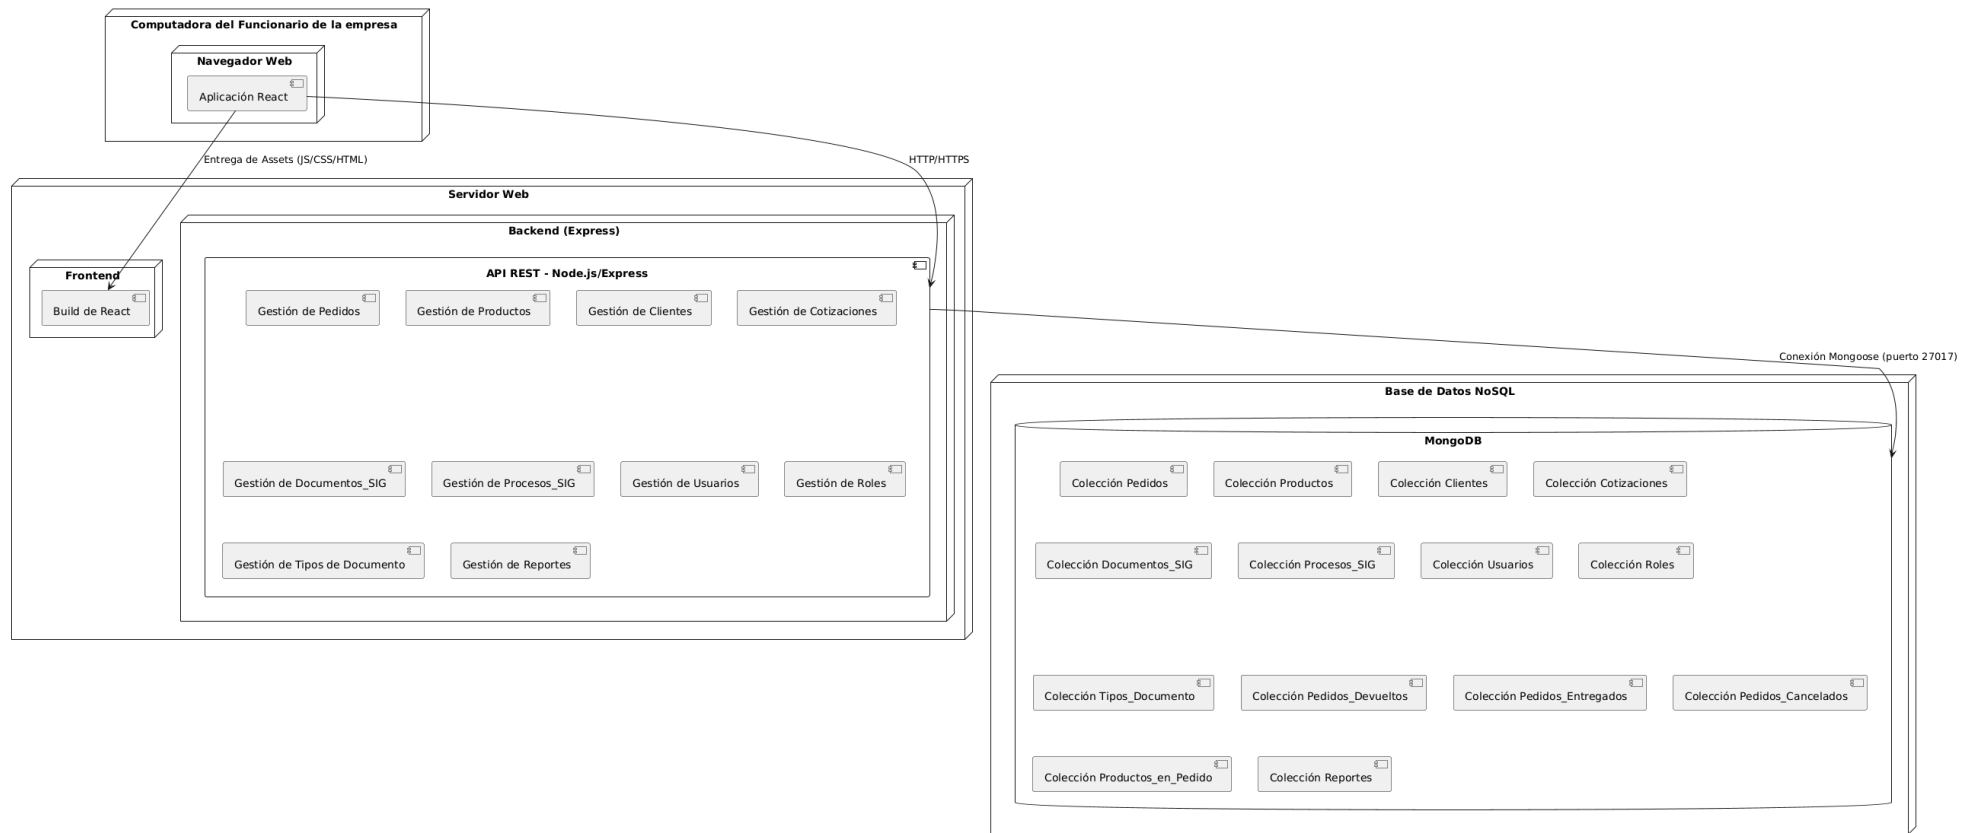 Computadora del Funcionario de la empresa
Navegador Web
Aplicación React
Entrega de Assets (JS/CSS/HTML)
HTTP/HTTPS
Servidor Web
Backend (Express)
Frontend
Build de React
API REST - Node.js/Express
Gestión de Pedidos
Gestión de Productos
Gestión de Clientes
Gestión de Cotizaciones
Gestión de Documentos_SIG
Gestión de Procesos_SIG
Gestión de Usuarios
Gestión de Roles
Gestión de Tipos de Documento
Gestión de Reportes
Conexión Mongoose (puerto 27017)
Base de Datos NoSQL
MongoDB
Colección Pedidos
Colección Productos
Colección Clientes
Colección Cotizaciones
Colección Documentos_SIG
Colección Procesos_SIG
Colección Usuarios
Colección Roles
Colección Tipos_Documento
Colección Pedidos_Devueltos
Colección Pedidos_Entregados
Colección Pedidos_Cancelados
Colección Productos_en_Pedido
Colección Reportes